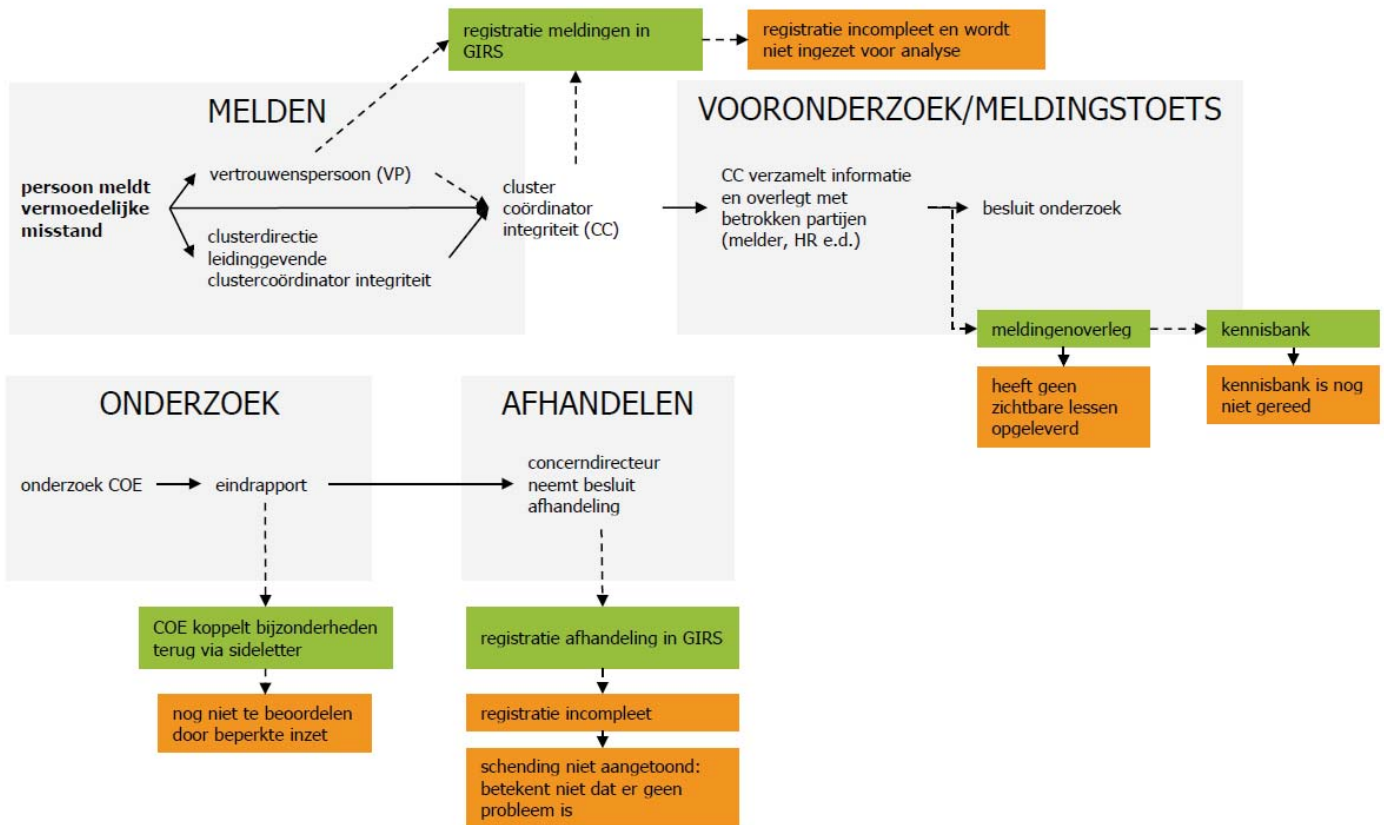 registratie meldingen in
GIRS
registratie incompleet en wordt
niet ingezet voor analyse
MELDEN
persoon meldt
vermoedelijke
misstand
vertrouwenspersoon (VP)
clusterdirectie
leidinggevende
clustercoördinator integriteit
cluster
coördinator
integriteit (CC)
VOORONDERZOEK/MELDINGSTOETS
CC verzamelt informatie
en overlegt met
betrokken partijen
(melder, HR e.d.)
besluit onderzoek
meldingenoverleg
kennisbank
heeft geen
zichtbare lessen
opgeleverd
kennisbank is nog
niet gereed
ONDERZOEK
onderzoek COE
eindrapport
COE koppelt bijzonderheden
terug via sideletter
nog niet te beoordelen
door beperkte inzet
AFHANDELEN
concerndirecteur
neemt besluit
afhandeling
registratie afhandeling in GIRS
registratie incompleet
schending niet aangetoond:
betekent niet dat er geen
probleem is